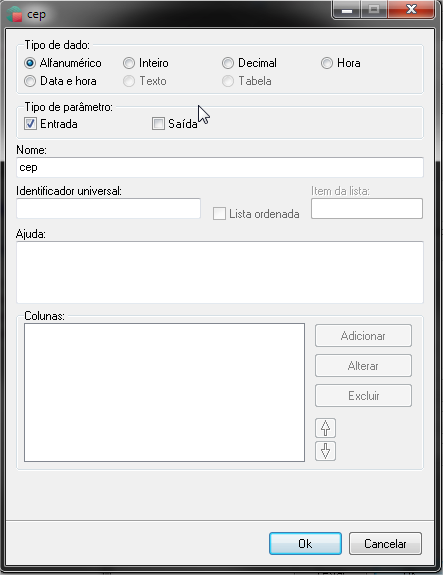 cep
Tipo de dado:
Alfanumérico Inteiro Decimal Hora
Data e hora Texto Tabela
Tipo de parâmetro:
Entrada Saída
Nome:
cep
Identificador universal: Item da lista:
Lista ordenada
Ajuda:
Colunas:
Adicionar
Alterar
Excluir
Ok Cancelar